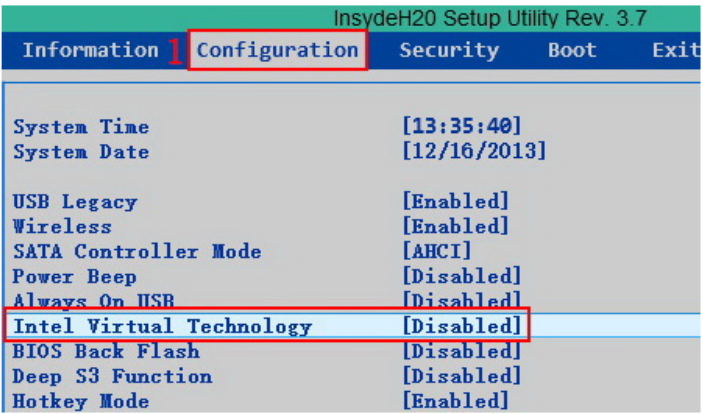 InsydeH20 Setup Utility Rev. 3.7
Information 1 Configuration Security Boot Exit
System Time [13:35:40]
System Date [12/16/2013]
USB Legacy [Enabled]
Wireless [Enabled]
SATA Controller Mode [AHCI]
Power Beep [Disabled]
Always On USB [Disabled]
Intel Virtual Technology [Disabled]
BIOS Back Flash [Disabled]
Deep S3 Function [Disabled]
Hotkey Mode [Enabled]